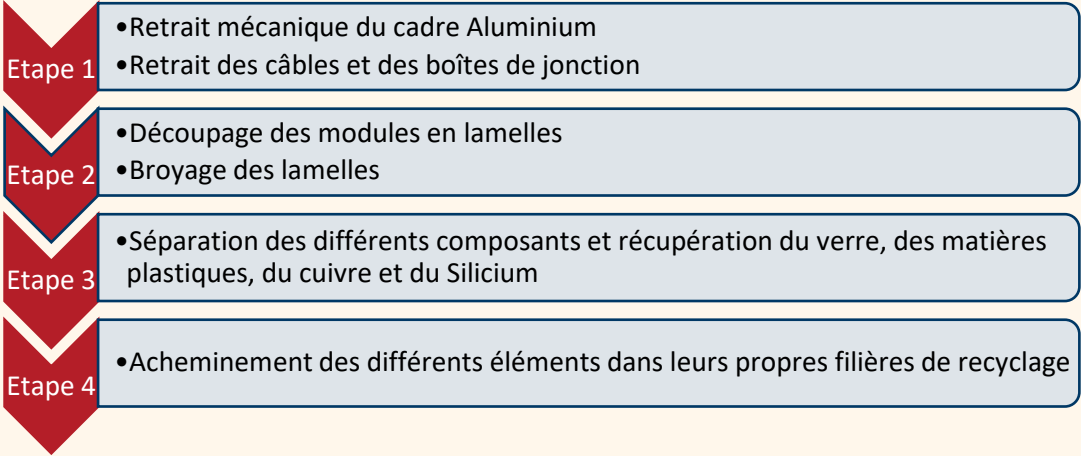 Etape 1
•Retrait mécanique du cadre Aluminium
•Retrait des câbles et des boîtes de jonction
Etape 2
•Découpage des modules en lamelles
•Broyage des lamelles
Etape 3
•Séparation des différents composants et récupération du verre, des matières
plastiques, du cuivre et du Silicium
Etape 4
•Acheminement des différents éléments dans leurs propres filières de recyclage